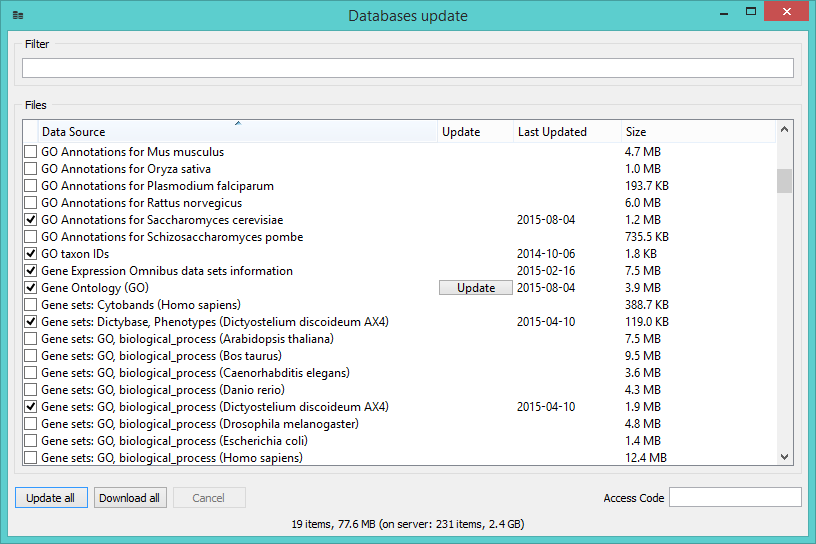 Databases update
Filter
Files
Data Source Update Last Updated Size
GO Annotations for Mus musculus 4.7 MB
GO Annotations for Oryza sativa 1.0 MB
GO Annotations for Plasmodium falciparum 193.7 KB
GO Annotations for Rattus norvegicus 6.0 MB
GO Annotations for Saccharomyces cerevisiae 2015-08-04 1.2 MB
GO Annotations for Schizosaccharomyces pombe 735.5 KB
GO taxon IDs 2014-10-06 1.8 KB
Gene Expression Omnibus data sets information 2015-02-16 7.5 MB
Gene Ontology (GO) Update 2015-08-04 3.9 MB
Gene sets: Cytobands (Homo sapiens) 388.7 KB
Gene sets: Dictybase, Phenotypes (Dictyostelium discoideum AX4) 2015-04-10 119.0 KB
Gene sets: GO, biological_process (Arabidopsis thaliana) 7.5 MB
Gene sets: GO, biological_process (Bos taurus) 9.5 MB
Gene sets: GO, biological_process (Caenorhabditis elegans) 3.6 MB
Gene sets: GO, biological_process (Danio rerio) 4.3 MB
Gene sets: GO, biological_process (Dictyostelium discoideum AX4) 2015-04-10 1.9 MB
Gene sets: GO, biological_process (Drosophila melanogaster) 4.8 MB
Gene sets: GO, biological_process (Escherichia coli) 1.4 MB
Gene sets: GO, biological_process (Homo sapiens) 12.4 MB
Update all Download all Cancel Access Code
19 items, 77.6 MB (on server: 231 items, 2.4 GB)